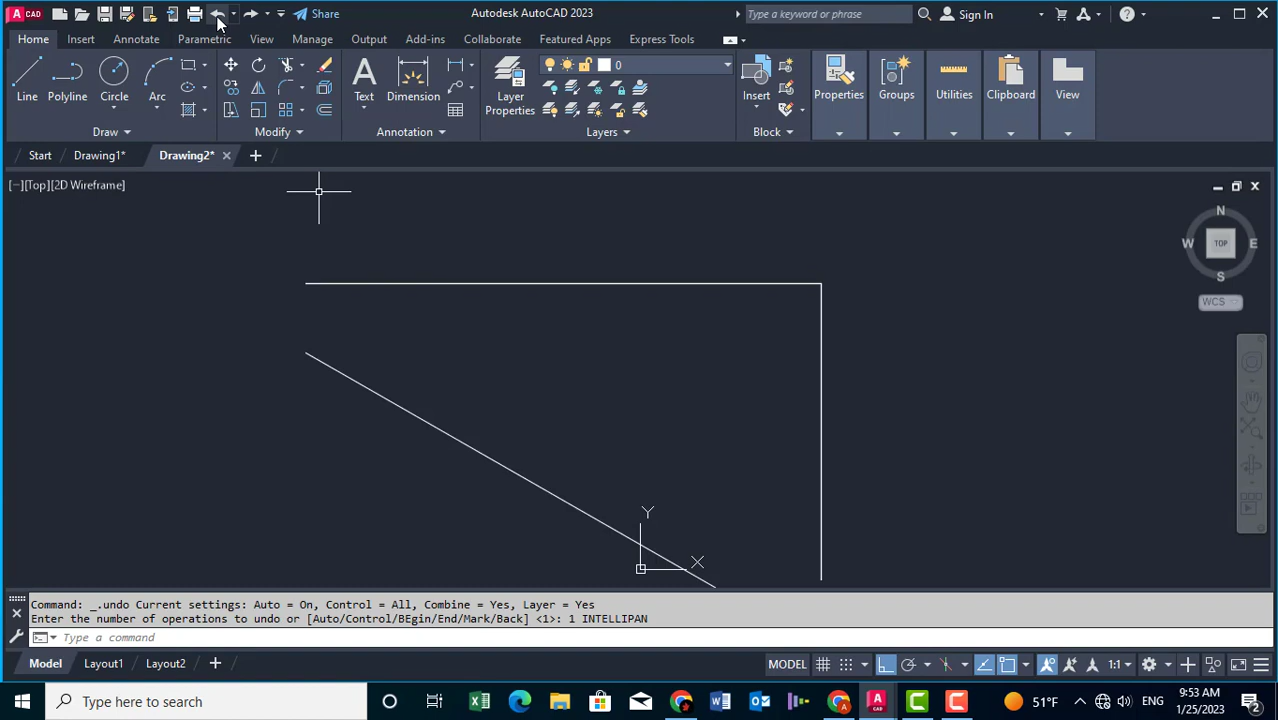 A CAD Share Autodesk AutoCAD 2023 Type a keyword or phrase Sign In
Home Insert Annotate Parametric View Manage Output Add-ins Collaborate Featured Apps Express Tools
0
Line Polyline Circle Arc Text Dimension Layer Properties Insert Properties Groups Utilities Clipboard View
Draw Modify Annotation Layers Block
Start Drawing1* Drawing2*
[−][Top][2D Wireframe]
N
W TOP E
S
WCS
Y
X
Command: _.undo Current settings: Auto = On, Control = All, Combine = Yes, Layer = Yes
Enter the number of operations to undo or [Auto/Control/BEgin/End/Mark/Back] <1>: 1 INTELLIPAN
Type a command
Model Layout1 Layout2 MODEL 1:1
Type here to search 51°F ENG 9:53 AM
1/25/2023 2